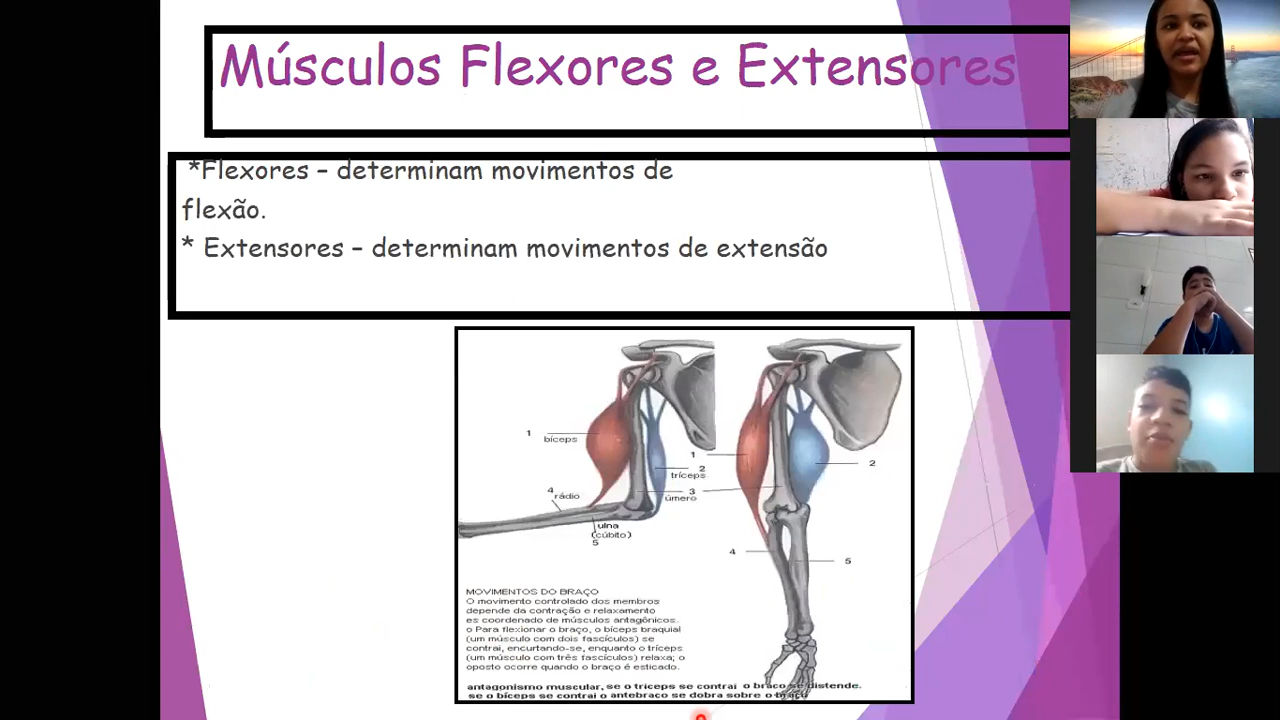 Músculos Flexores e Extensores
*Flexores – determinam movimentos de
flexão.
* Extensores – determinam movimentos de extensão
1
bíceps
2
tríceps
3
úmero
4
rádio
ulna
(cúbito)
5
1
2
4
5
MOVIMENTOS DO BRAÇO
O movimento controlado dos membros
depende da contração e relaxamento
es coordenado de músculos antagônicos.
o Para flexionar o braço, o bíceps braquial
(um músculo com dois fascículos) se
contrai, encurtando-se, enquanto o tríceps
(um músculo com três fascículos) relaxa; o
oposto ocorre quando o braço é esticado.
antagonismo muscular, se o tríceps se contrai o braço se distende.
se o bíceps se contrai o antebraco se dobra sobre o braço